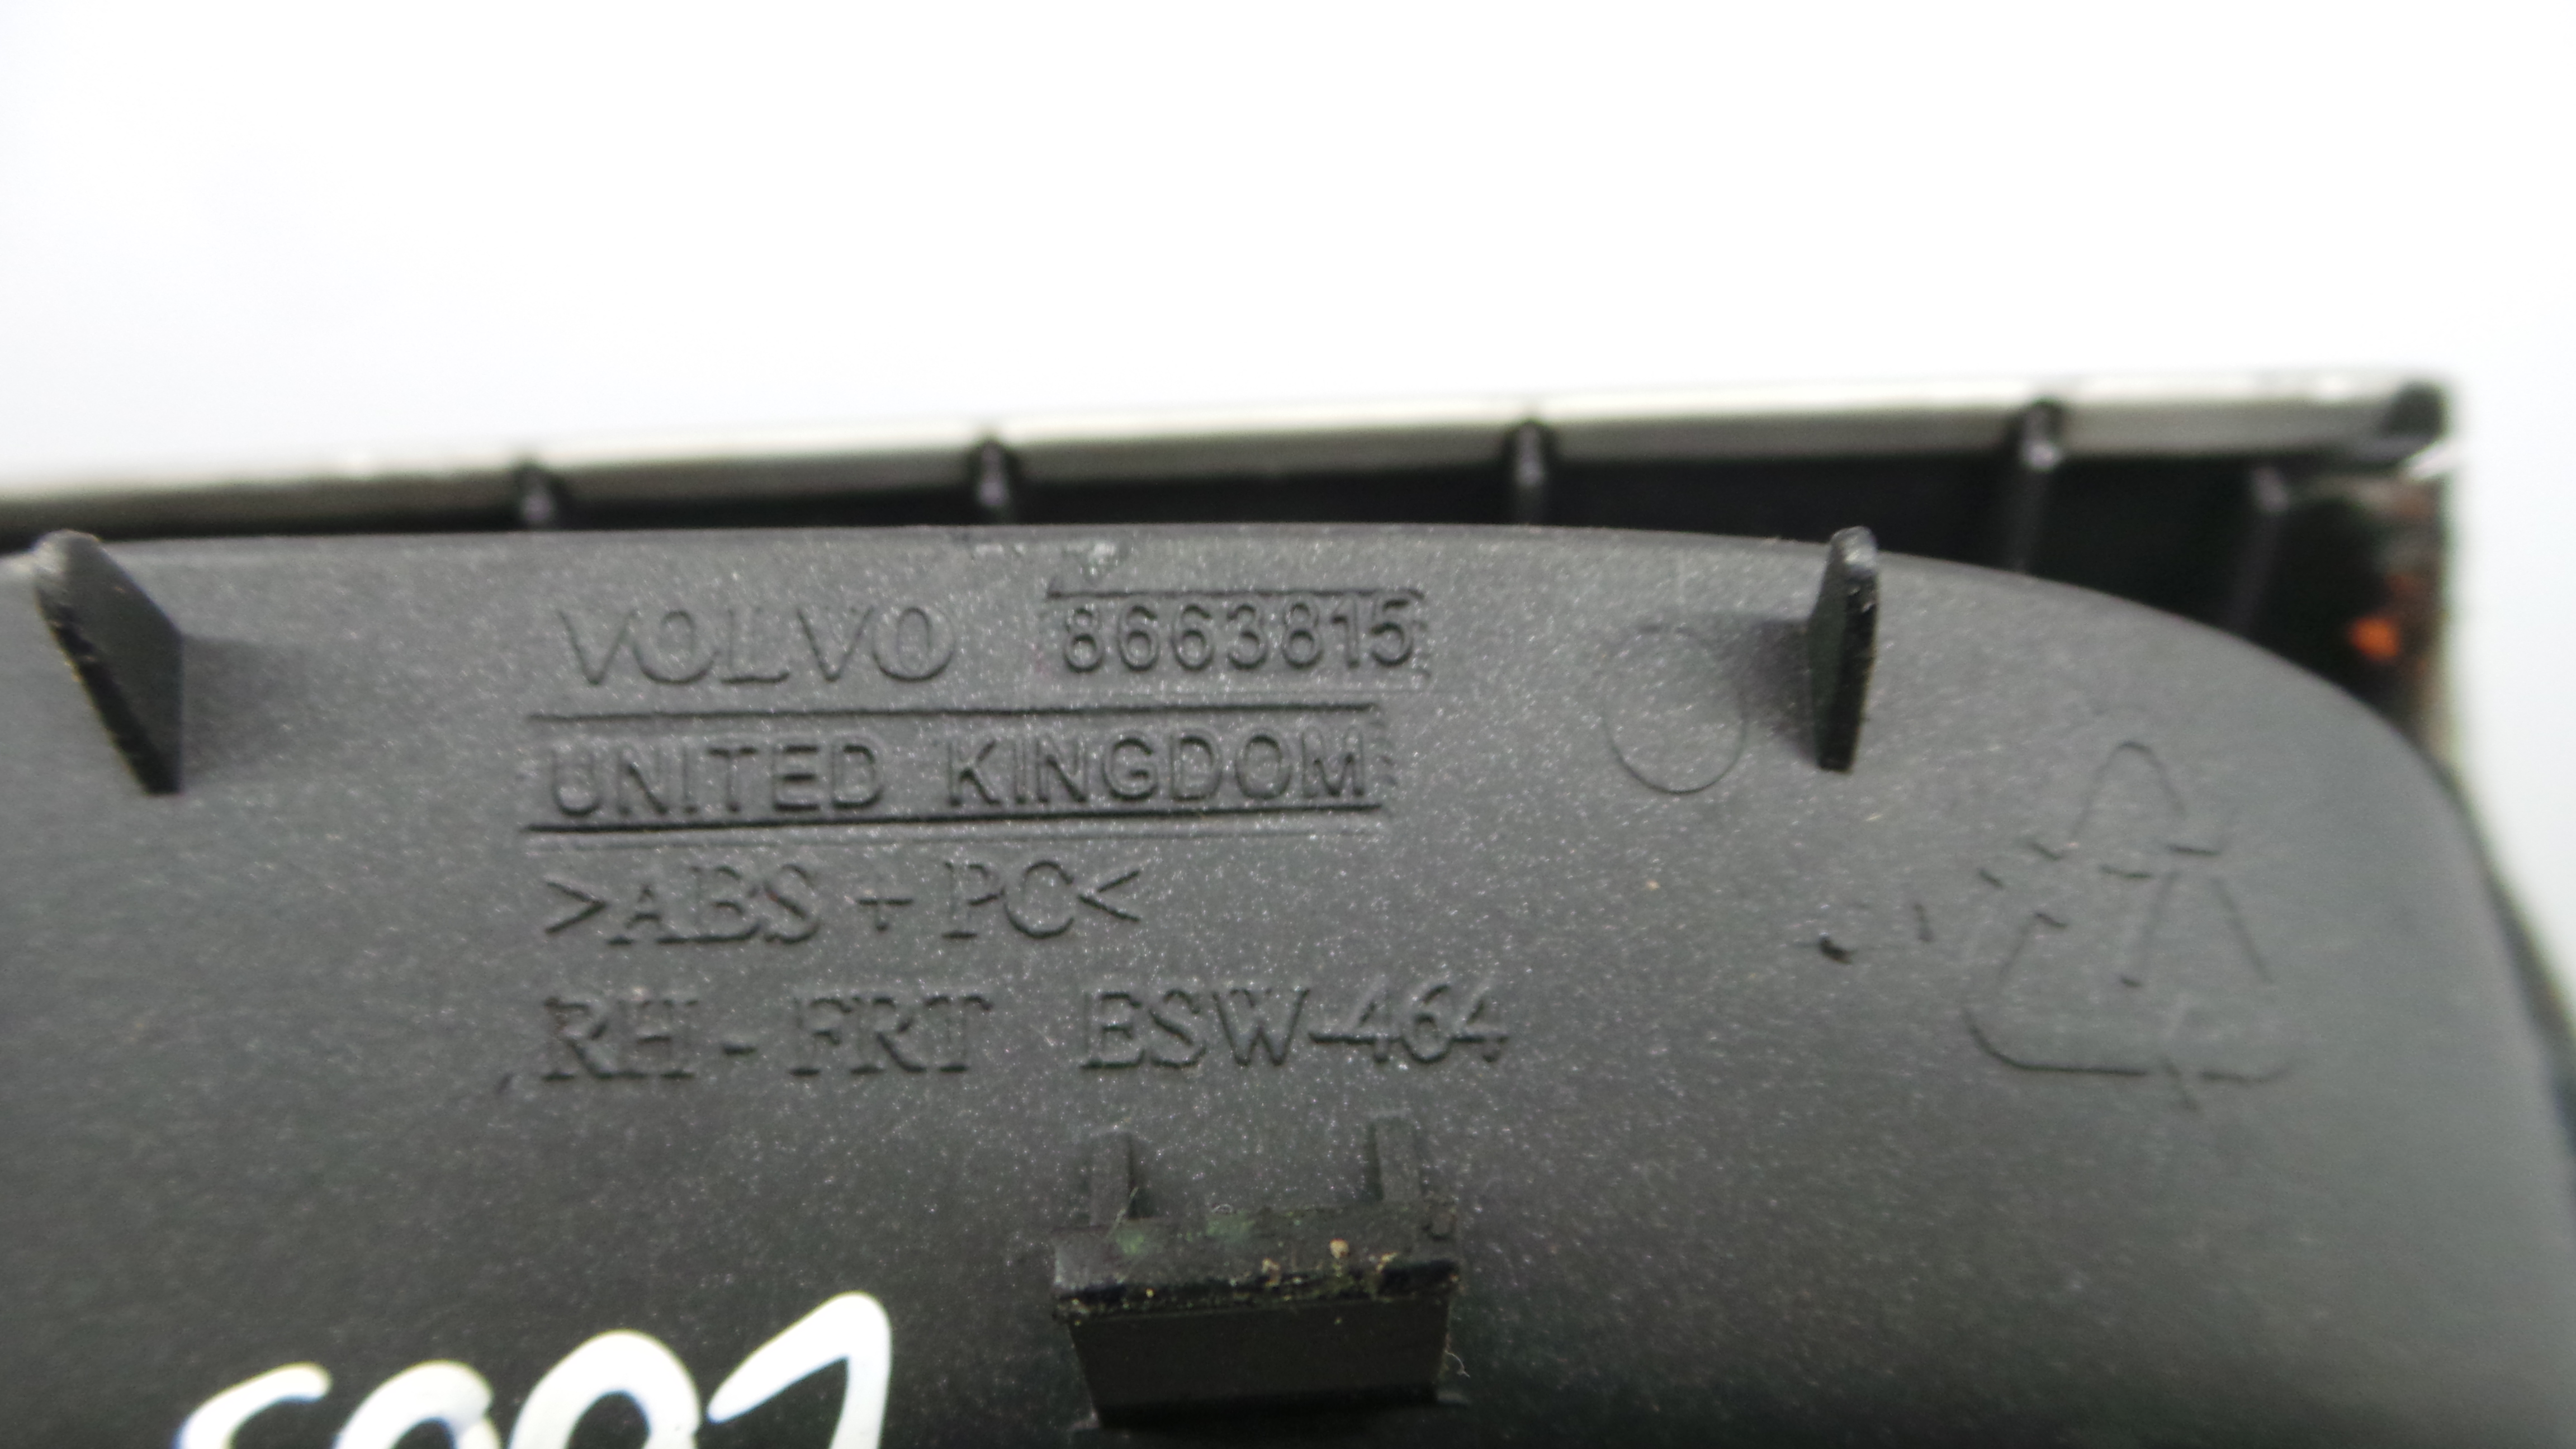 VOLVO 8663815
UNITED KINGDOM
>ABS + PC<
RH - FRT ESW-464